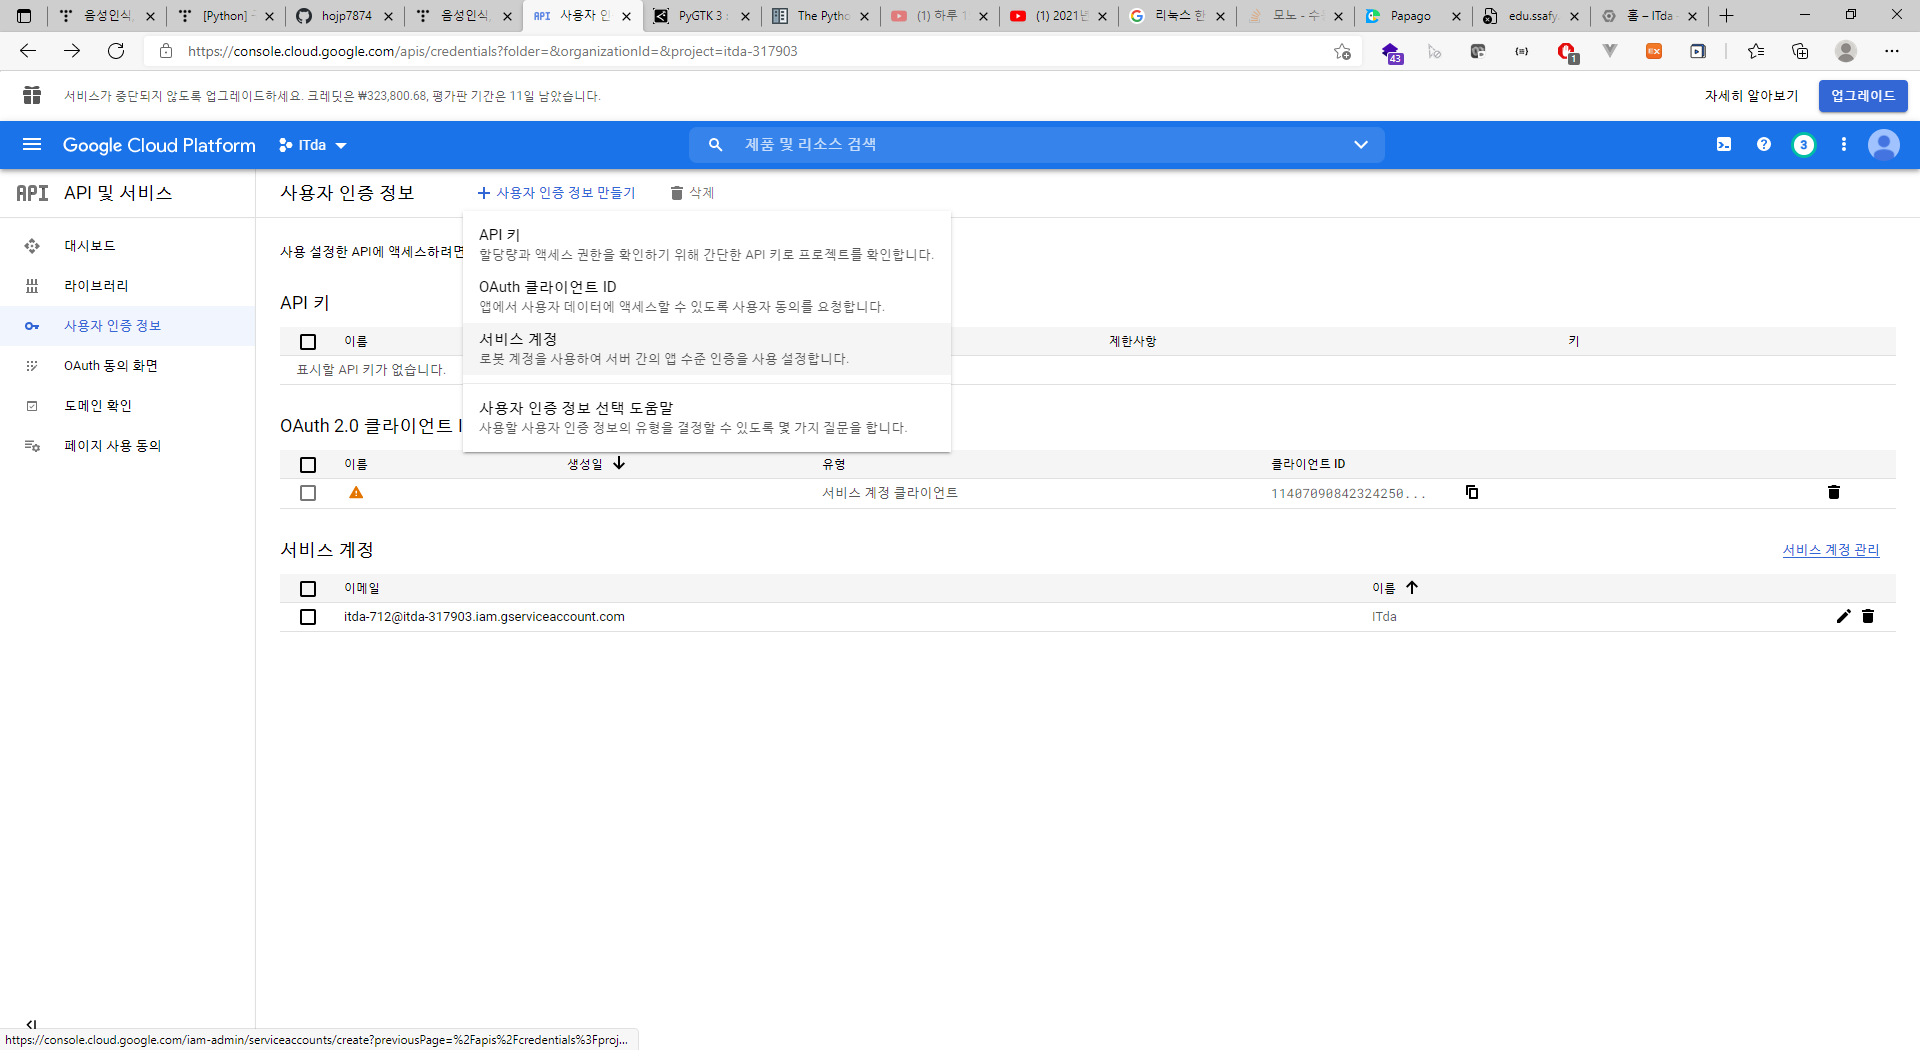 음성인식,
[Python] 구
hojp7874
음성인식,
API 사용자 인
PyGTK 3
The Pytho
(1) 하루 1
(1) 2021년
리눅스 한
모노 - 수
Papago
edu.ssafy.
홈 – ITda
https://console.cloud.google.com/apis/credentials?folder=&organizationId=&project=itda-317903
43
EX
1
서비스가 중단되지 않도록 업그레이드하세요. 크레딧은 ₩323,800.68, 평가판 기간은 11일 남았습니다.
자세히 알아보기
업그레이드
Google Cloud Platform
ITda
제품 및 리소스 검색
3
API API 및 서비스
사용자 인증 정보
+ 사용자 인증 정보 만들기
삭제
대시보드
라이브러리
사용자 인증 정보
OAuth 동의 화면
도메인 확인
페이지 사용 동의
사용 설정한 API에 액세스하려면
API 키
할당량과 액세스 권한을 확인하기 위해 간단한 API 키로 프로젝트를 확인합니다.
OAuth 클라이언트 ID
앱에서 사용자 데이터에 액세스할 수 있도록 사용자 동의를 요청합니다.
서비스 계정
로봇 계정을 사용하여 서버 간의 앱 수준 인증을 사용 설정합니다.
사용자 인증 정보 선택 도움말
사용할 사용자 인증 정보의 유형을 결정할 수 있도록 몇 가지 질문을 합니다.
API 키
이름
제한사항
키
표시할 API 키가 없습니다.
OAuth 2.0 클라이언트 I
이름
생성일
유형
클라이언트 ID
서비스 계정 클라이언트
11407090842324250...
서비스 계정
서비스 계정 관리
이메일
이름
itda-712@itda-317903.iam.gserviceaccount.com
ITda
https://console.cloud.google.com/iam-admin/serviceaccounts/create?previousPage=%2Fapis%2Fcredentials%3Fproj...